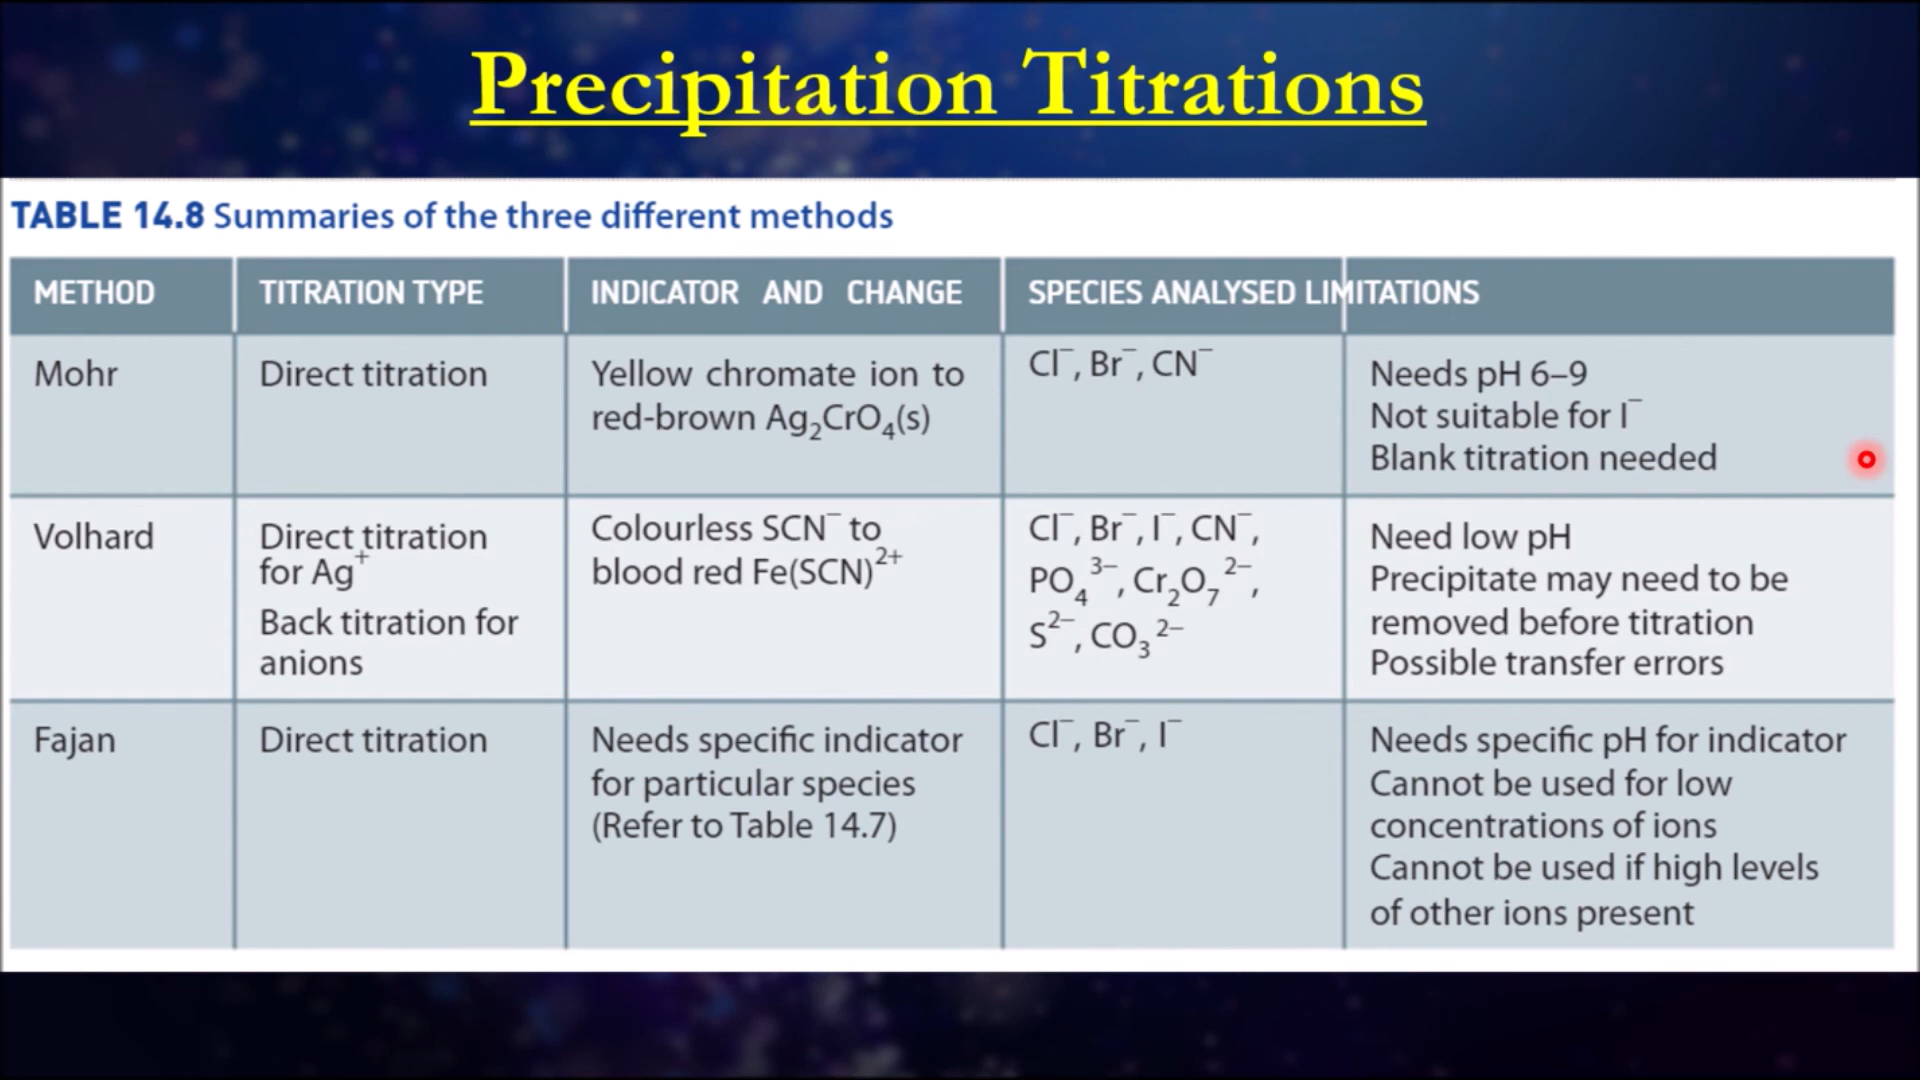 Precipitation Titrations
TABLE 14.8 Summaries of the three different methods
METHOD TITRATION TYPE INDICATOR AND CHANGE SPECIES ANALYSED LIMITATIONS
Mohr
Direct titration
Yellow chromate ion to
red-brown Ag₂CrO₄(s)
Cl⁻, Br⁻, CN⁻
Needs pH 6–9
Not suitable for I⁻
Blank titration needed
Volhard
Direct titration
for Ag⁺
Back titration for
anions
Colourless SCN⁻ to
blood red Fe(SCN)²⁺
Cl⁻, Br⁻, I⁻, CN⁻,
PO₄³⁻, Cr₂O₇²⁻,
S²⁻, CO₃²⁻
Need low pH
Precipitate may need to be
removed before titration
Possible transfer errors
Fajan
Direct titration
Needs specific indicator
for particular species
(Refer to Table 14.7)
Cl⁻, Br⁻, I⁻
Needs specific pH for indicator
Cannot be used for low
concentrations of ions
Cannot be used if high levels
of other ions present